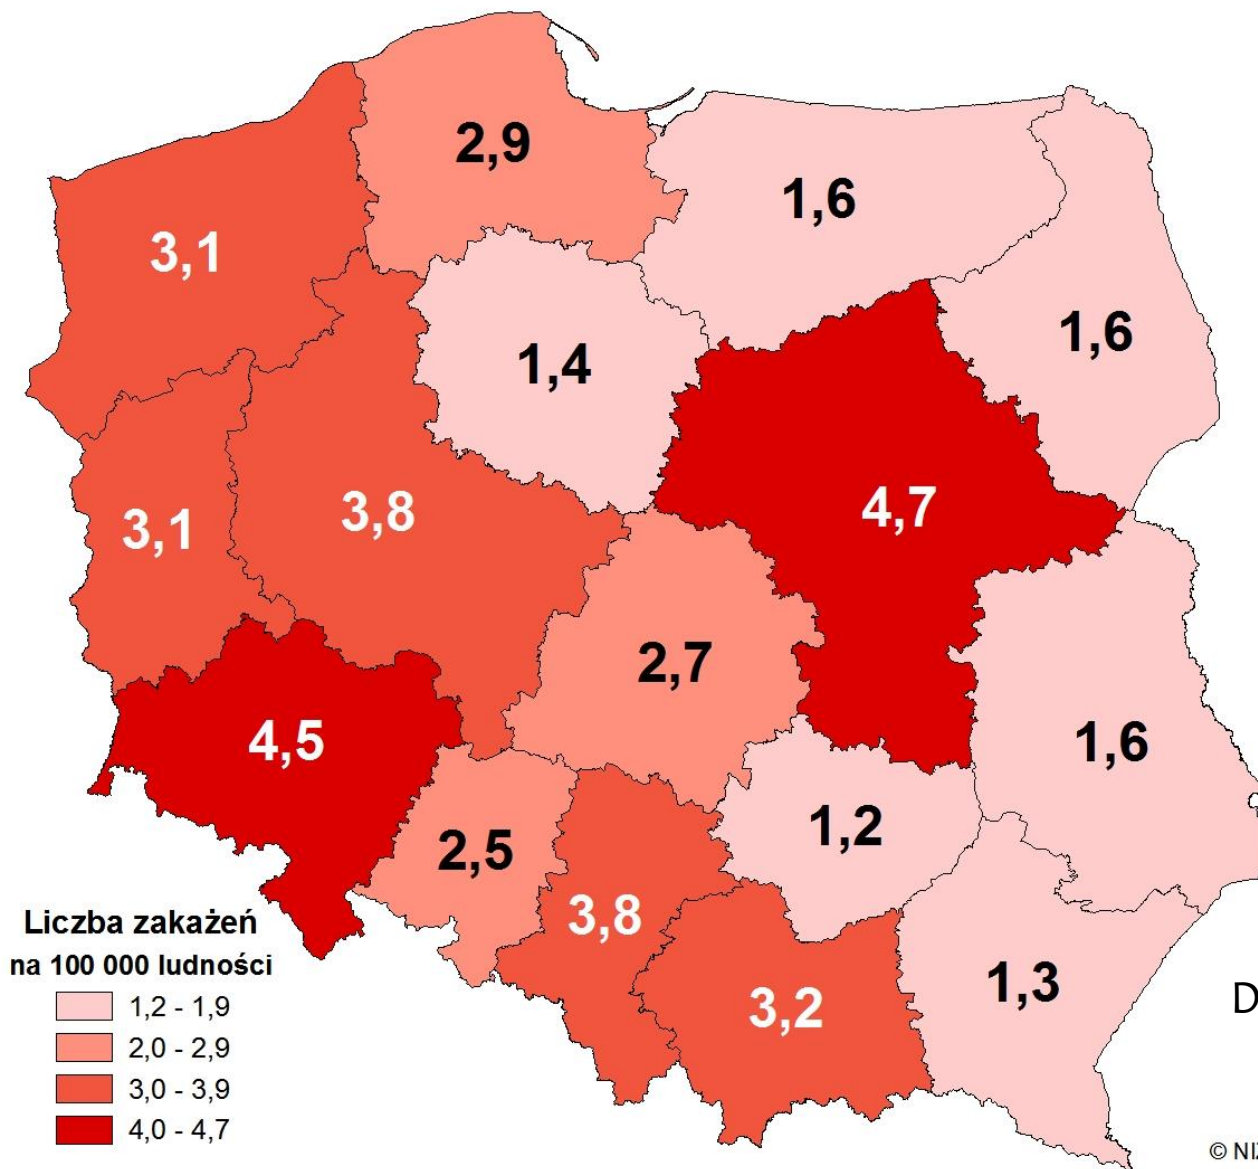 2,9
1,6
3,1
1,6
1,4
3,1
3,8
4,7
2,7
4,5
1,6
2,5
1,2
3,8
1,3
3,2
Liczba zakażeń
na 100 000 ludności
1,2 - 1,9
2,0 - 2,9
3,0 - 3,9
4,0 - 4,7
D